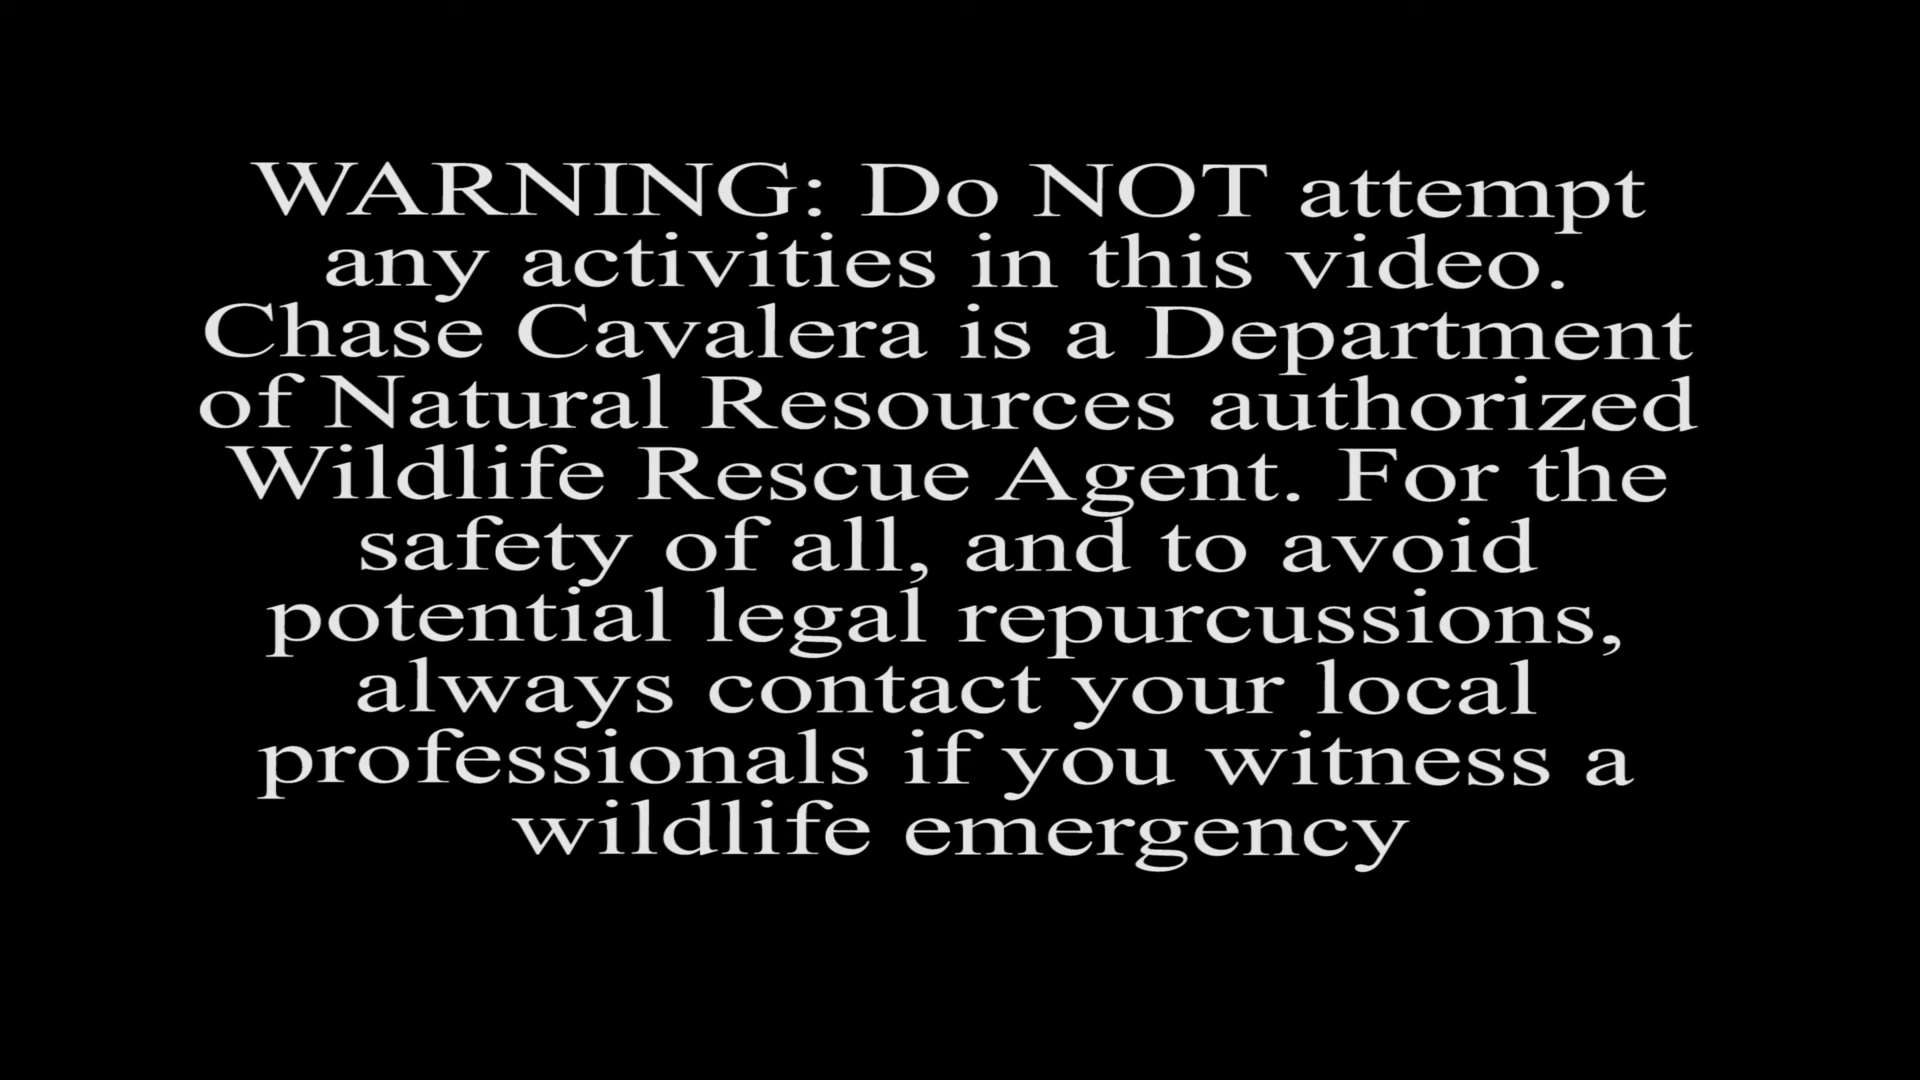 WARNING: Do NOT attempt
any activities in this video.
Chase Cavalera is a Department
of Natural Resources authorized
Wildlife Rescue Agent. For the
safety of all, and to avoid
potential legal repurcussions,
always contact your local
professionals if you witness a
wildlife emergency